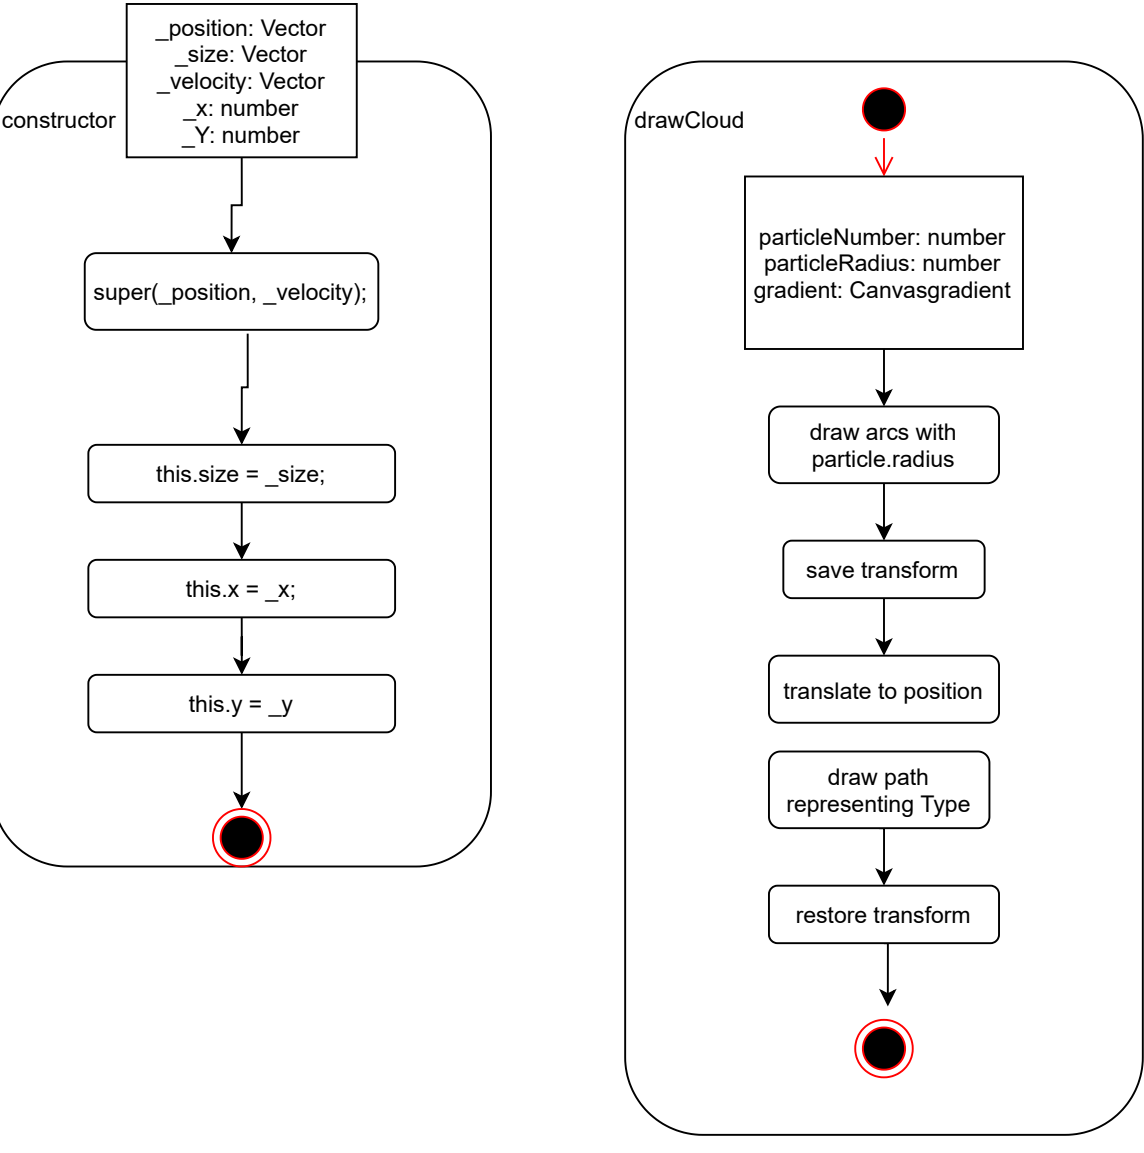 _position: Vector
_size: Vector
_velocity: Vector
_x: number
_Y: number
constructor
super(_position, _velocity);
this.size = _size;
this.x = _x;
this.y = _y
drawCloud
particleNumber: number
particleRadius: number
gradient: Canvasgradient
draw arcs with
particle.radius
save transform
translate to position
draw path
representing Type
restore transform